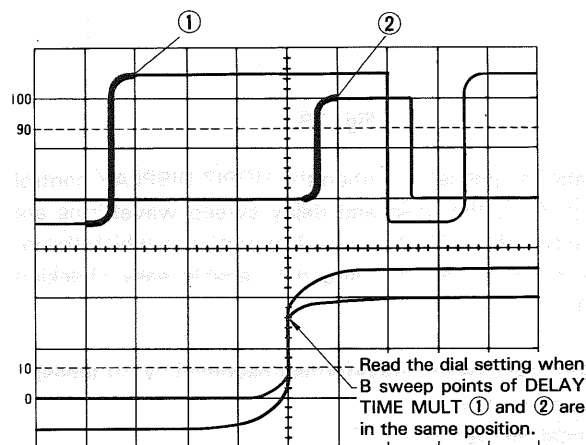 ① ②
100
90
10
0
Read the dial setting when
B sweep points of DELAY
TIME MULT ① and ② are
in the same position.